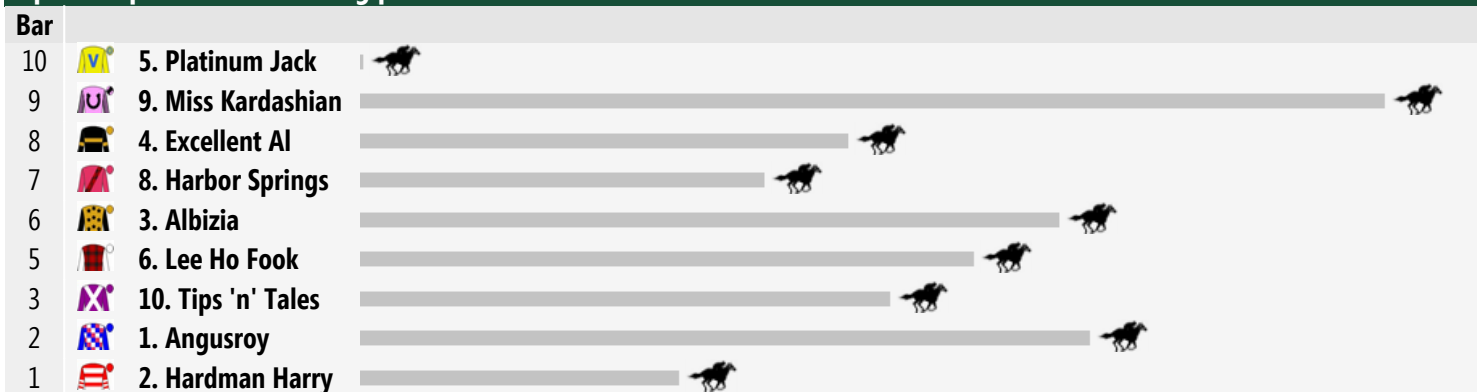 Bar
10 V 5. Platinum Jack
9 9. Miss Kardashian
8 4. Excellent Al
7 8. Harbor Springs
6 3. Albizia
5 6. Lee Ho Fook
3 10. Tips 'n' Tales
2 1. Angusroy
1 2. Hardman Harry